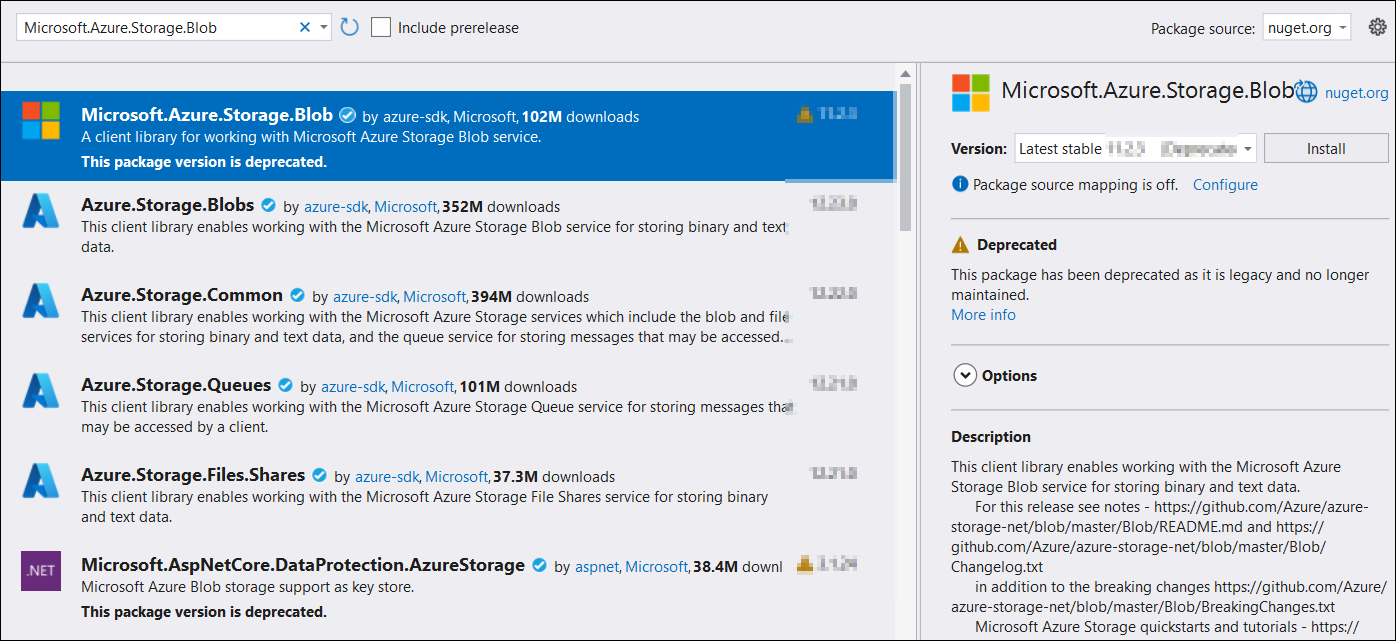 Microsoft.Azure.Storage.Blob
Include prerelease
Package source: nuget.org
Microsoft.Azure.Storage.Blob by azure-sdk, Microsoft, 102M downloads
A client library for working with Microsoft Azure Storage Blob service.
This package version is deprecated.
Azure.Storage.Blobs by azure-sdk, Microsoft, 352M downloads
This client library enables working with the Microsoft Azure Storage Blob service for storing binary and text
data.
Azure.Storage.Common by azure-sdk, Microsoft, 394M downloads
This client library enables working with the Microsoft Azure Storage services which include the blob and file
services for storing binary and text data, and the queue service for storing messages that may be accessed...
Azure.Storage.Queues by azure-sdk, Microsoft, 101M downloads
This client library enables working with the Microsoft Azure Storage Queue service for storing messages that
may be accessed by a client.
Azure.Storage.Files.Shares by azure-sdk, Microsoft, 37.3M downloads
This client library enables working with the Microsoft Azure Storage File Shares service for storing binary
and text data.
.NET
Microsoft.AspNetCore.DataProtection.AzureStorage by aspnet, Microsoft, 38.4M downl
Microsoft Azure Blob storage support as key store.
This package version is deprecated.
Microsoft.Azure.Storage.Blob nuget.org
Version: Latest stable
Install
Package source mapping is off. Configure
Deprecated
This package has been deprecated as it is legacy and no longer
maintained.
More info
Options
Description
This client library enables working with the Microsoft Azure
Storage Blob service for storing binary and text data.
For this release see notes - https://github.com/Azure/azure-
storage-net/blob/master/Blob/README.md and https://
github.com/Azure/azure-storage-net/blob/master/Blob/
Changelog.txt
in addition to the breaking changes https://github.com/Azure/
azure-storage-net/blob/master/Blob/BreakingChanges.txt
Microsoft Azure Storage quickstarts and tutorials - https://